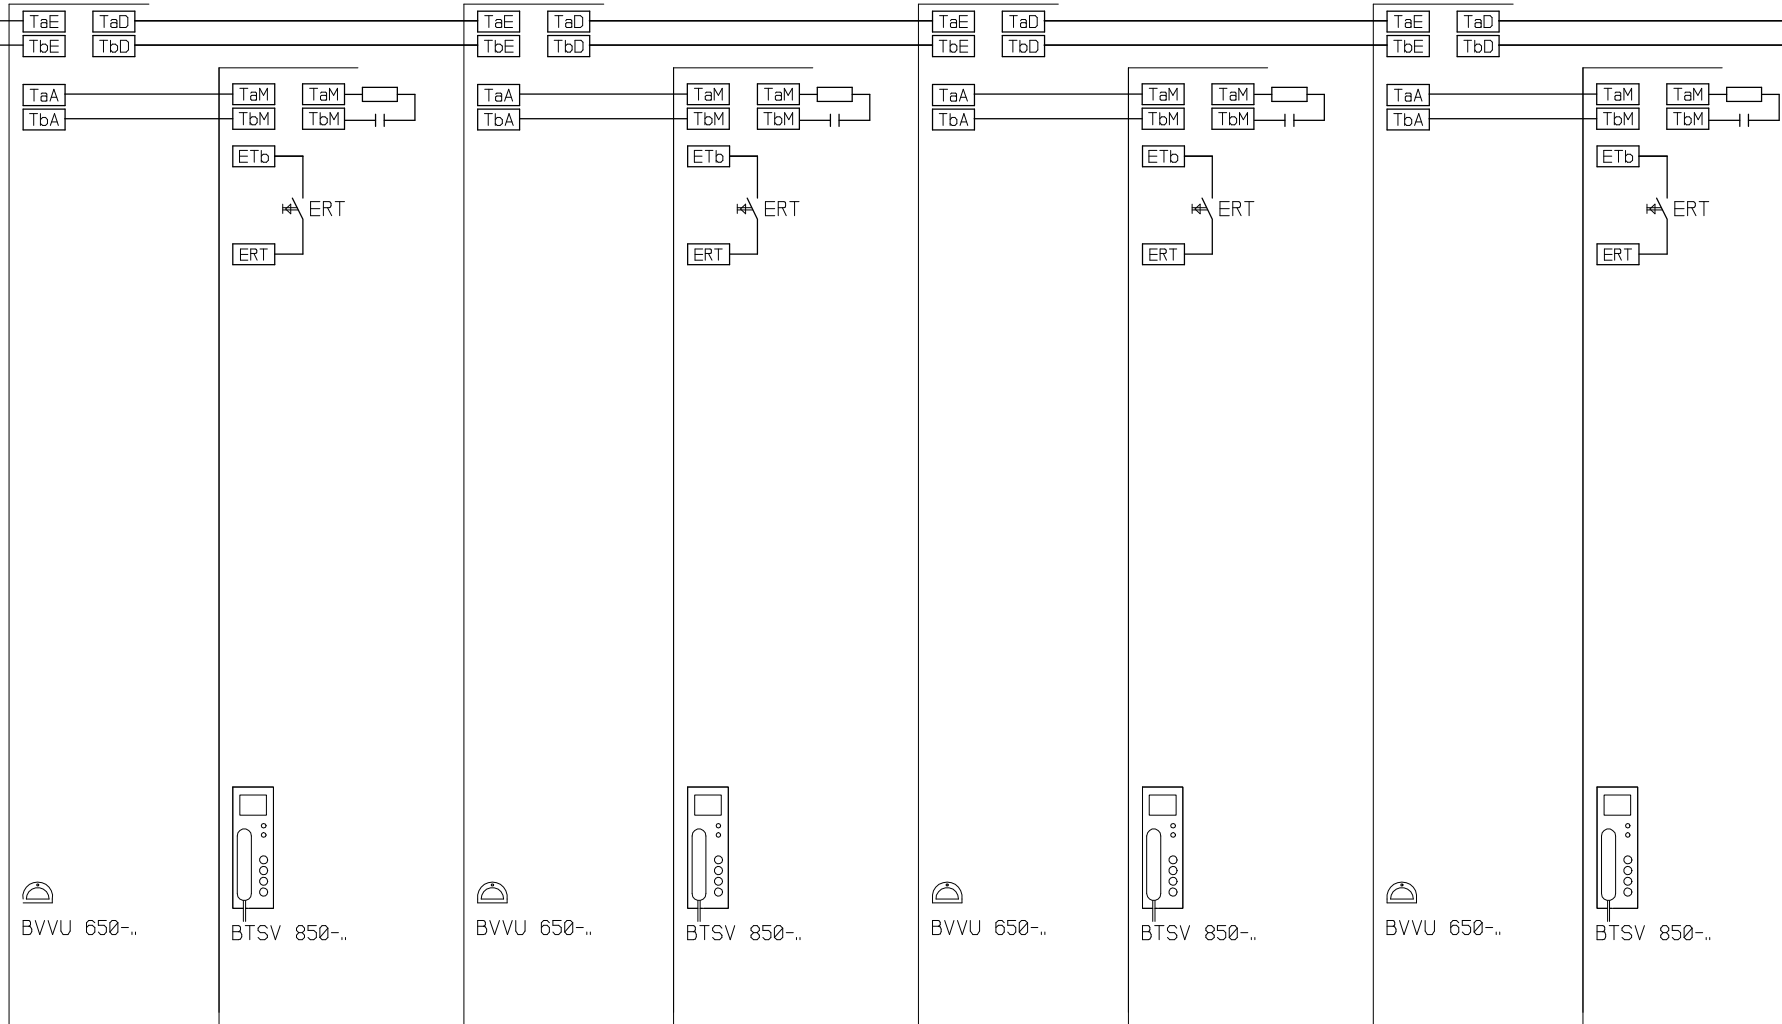 TaE TaD TaE TaD TaE TaD TaE TaD
TbE TbD TbE TbD TbE TbD TbE TbD
TaA TaM TaM TaA TaM TaM TaA TaM TaM TaA TaM TaM
TbA TbM TbM TbA TbM TbM TbA TbM TbM TbA TbM TbM
ETb ETb ETb ETb
ERT ERT ERT ERT
ERT ERT ERT ERT
BVVU 650-.. BTSV 850-.. BVVU 650-.. BTSV 850-.. BVVU 650-.. BTSV 850-.. BVVU 650-.. BTSV 850-..